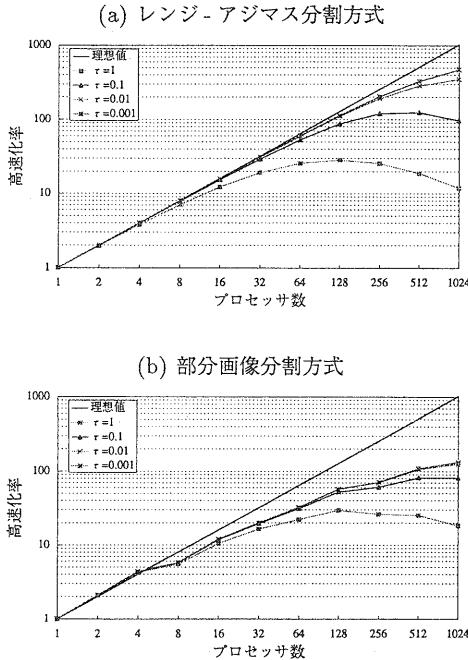 (a) レンジ - アジマス分割方式
1000
100
10
1
高速化率
理想値
τ=1
τ=0.1
τ=0.01
τ=0.001
1 2 4 8 16 32 64 128 256 512 1024
プロセッサ数
(b) 部分画像分割方式
1000
100
10
1
高速化率
理想値
τ=1
τ=0.1
τ=0.01
τ=0.001
1 2 4 8 16 32 64 128 256 512 1024
プロセッサ数